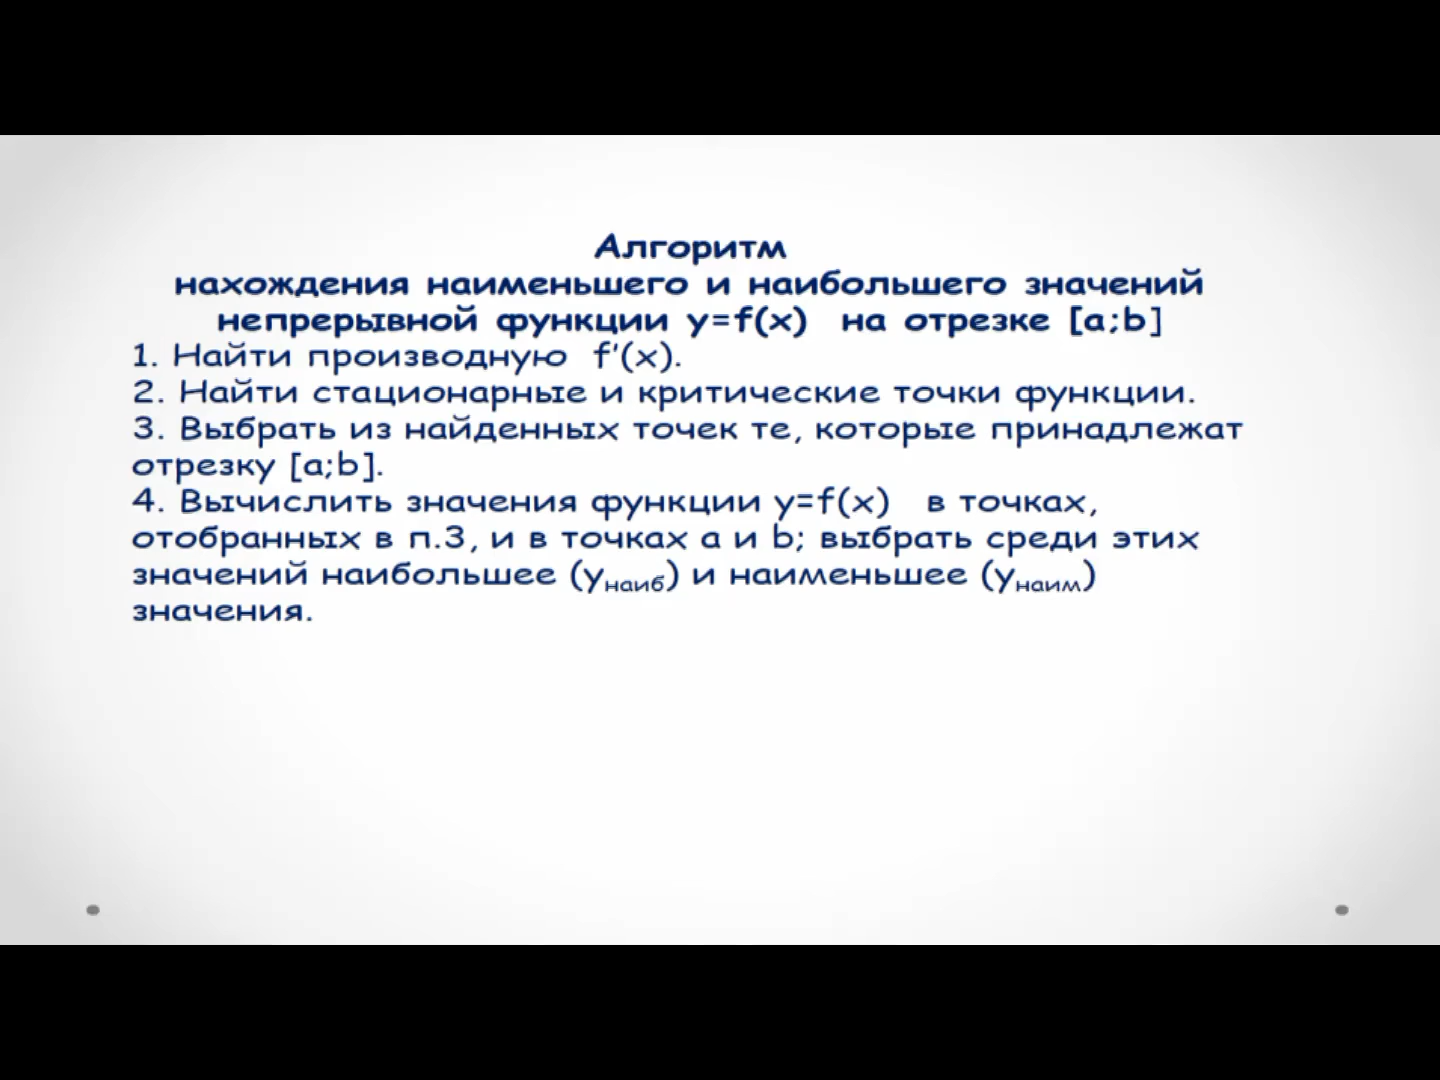 Алгоритм
нахождения наименьшего и наибольшего значений
непрерывной функции y=f(x) на отрезке [a;b]
1. Найти производную f'(x).
2. Найти стационарные и критические точки функции.
3. Выбрать из найденных точек те, которые принадлежат
отрезку [a;b].
4. Вычислить значения функции y=f(x) в точках,
отобранных в п.3, и в точках a и b; выбрать среди этих
значений наибольшее (yнаиб) и наименьшее (yнаим)
значения.